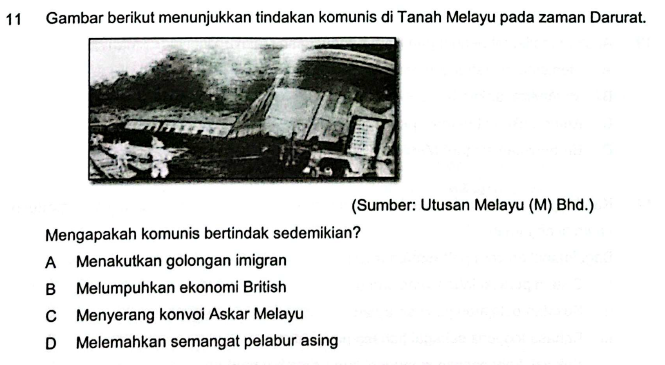 11 Gambar berikut menunjukkan tindakan komunis di Tanah Melayu pada zaman Darurat.
(Sumber: Utusan Melayu (M) Bhd.)
Mengapakah komunis bertindak sedemikian?
A Menakutkan golongan imigran
B Melumpuhkan ekonomi British
C Menyerang konvoi Askar Melayu
D Melemahkan semangat pelabur asing